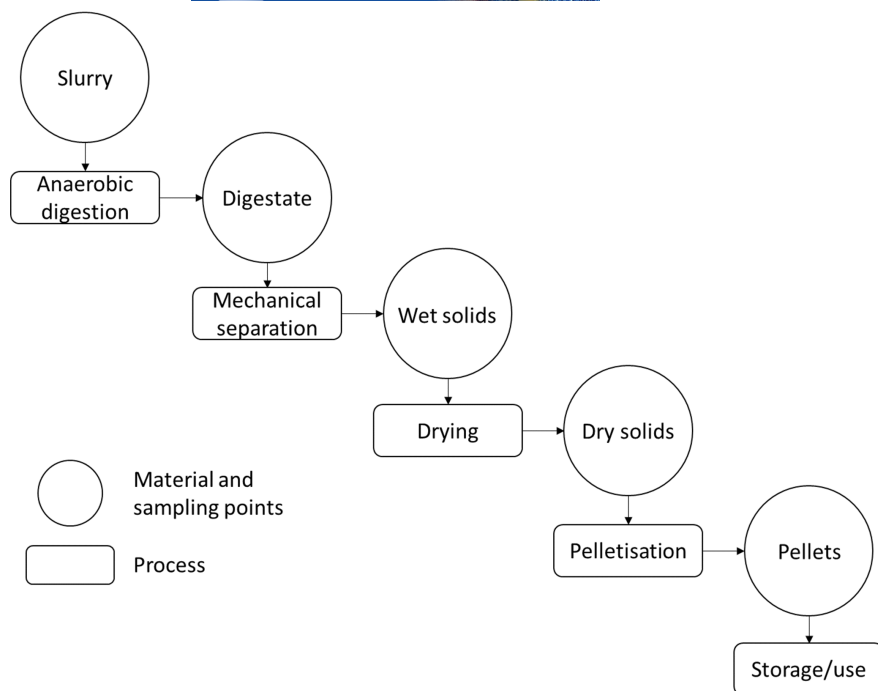 Slurry
Anaerobic
digestion
Digestate
Mechanical
separation
Wet solids
Drying
Dry solids
Material and
sampling points
Pelletisation
Pellets
Process
Storage/use